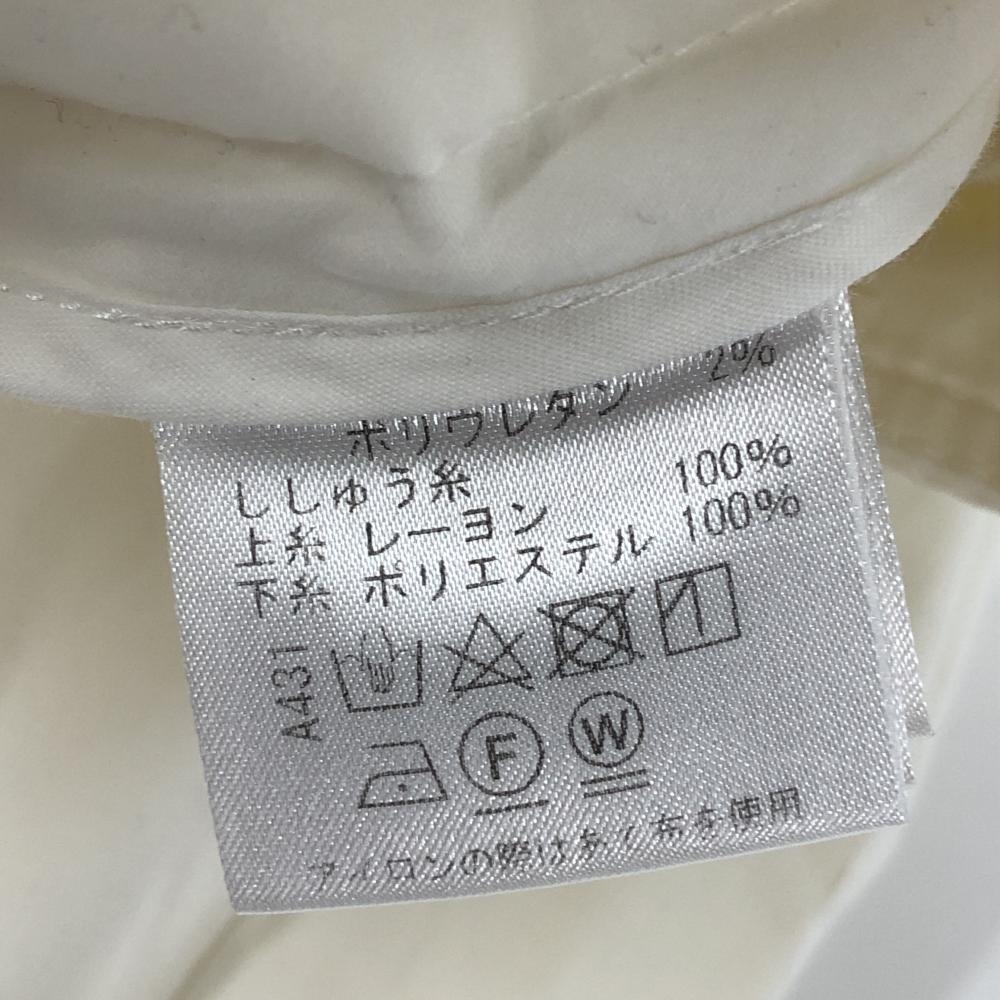 ポリウレタン 2%
ししゅう糸
上糸 レーヨン 100%
下糸 ポリエステル 100%
A431
F W
アイロンの際はあて布を使用